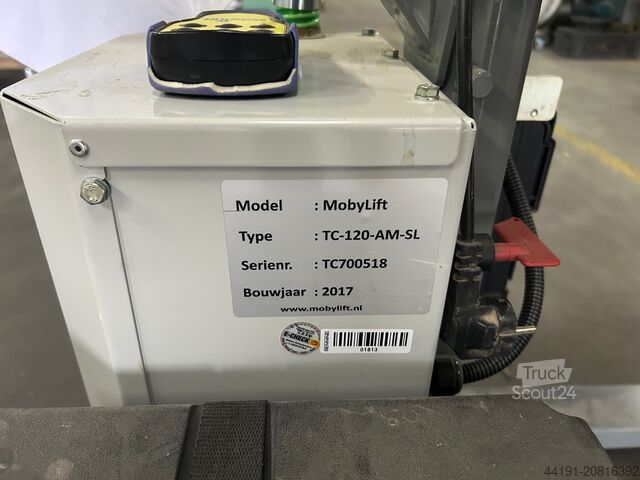 Model : MobyLift
Type : TC-120-AM-SL
Serienr. : TC700518
Bouwjaar : 2017
www.mobylift.nl
E-CHECK
01813
Truck
Scout24
44191-20816392